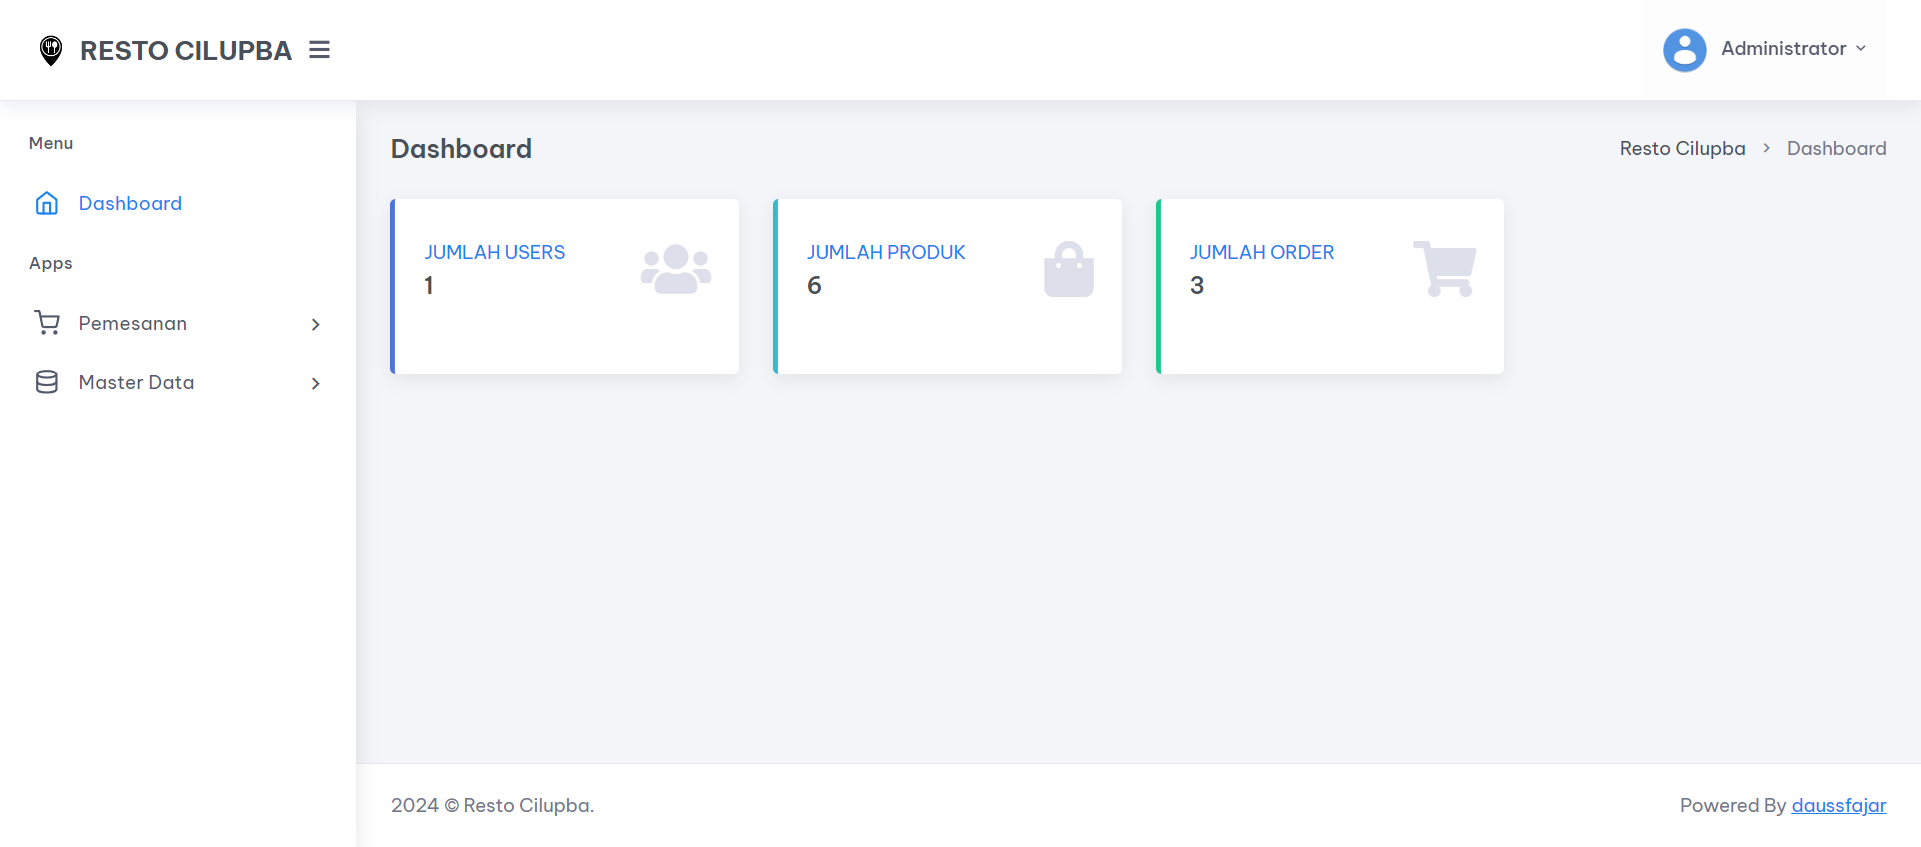 RESTO CILUPBA
Administrator
Menu
Dashboard
Apps
Pemesanan
Master Data
Dashboard
Resto Cilupba > Dashboard
JUMLAH USERS
1
JUMLAH PRODUK
6
JUMLAH ORDER
3
2024 © Resto Cilupba.
Powered By daussfajar